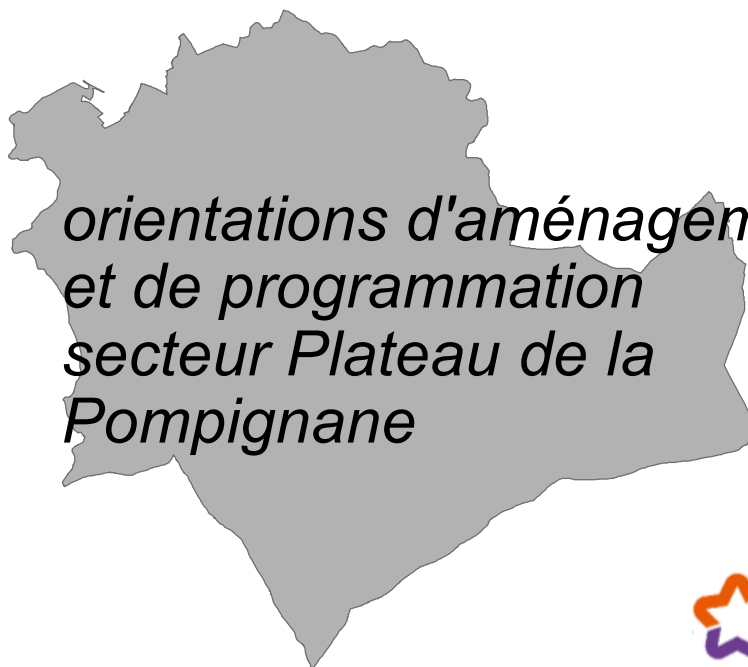 orientations d'aménagem
et de programmation
secteur Plateau de la
Pompignane